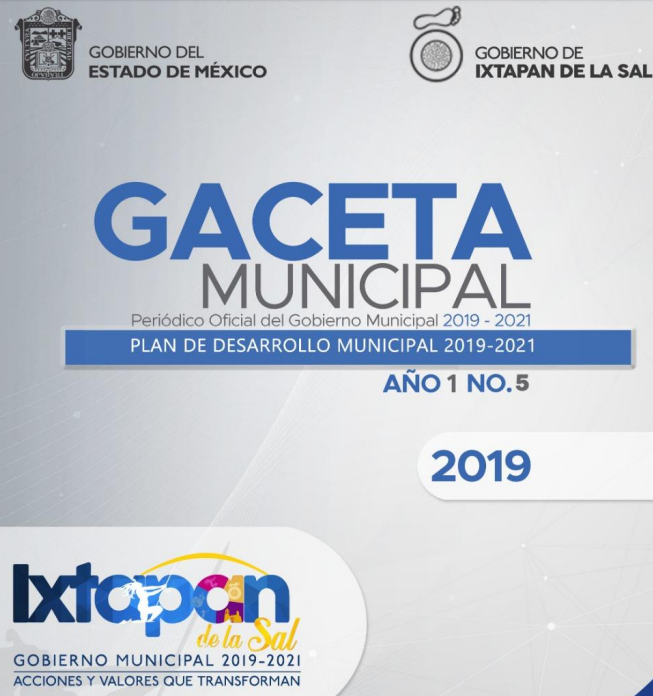 GOBIERNO DEL
ESTADO DE MÉXICO
GOBIERNO DE
IXTAPAN DE LA SAL
GACETA
MUNICIPAL
Periódico Oficial del Gobierno Municipal 2019 - 2021
PLAN DE DESARROLLO MUNICIPAL 2019-2021
AÑO 1 NO.5
2019
Ixtapan
de la Sal
GOBIERNO MUNICIPAL 2019-2021
ACCIONES Y VALORES QUE TRANSFORMAN